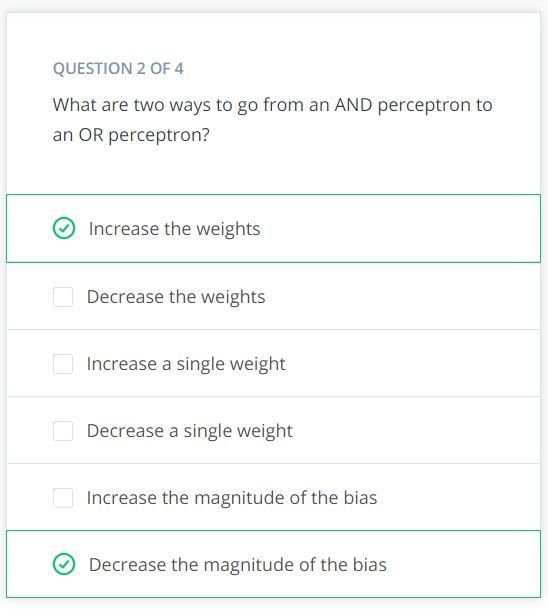 QUESTION 2 OF 4
What are two ways to go from an AND perceptron to
an OR perceptron?
Increase the weights
Decrease the weights
Increase a single weight
Decrease a single weight
Increase the magnitude of the bias
Decrease the magnitude of the bias